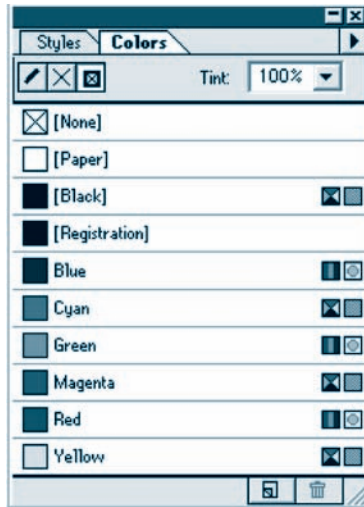 Styles Colors
Tint: 100%
[None]
[Paper]
[Black]
[Registration]
Blue
Cyan
Green
Magenta
Red
Yellow